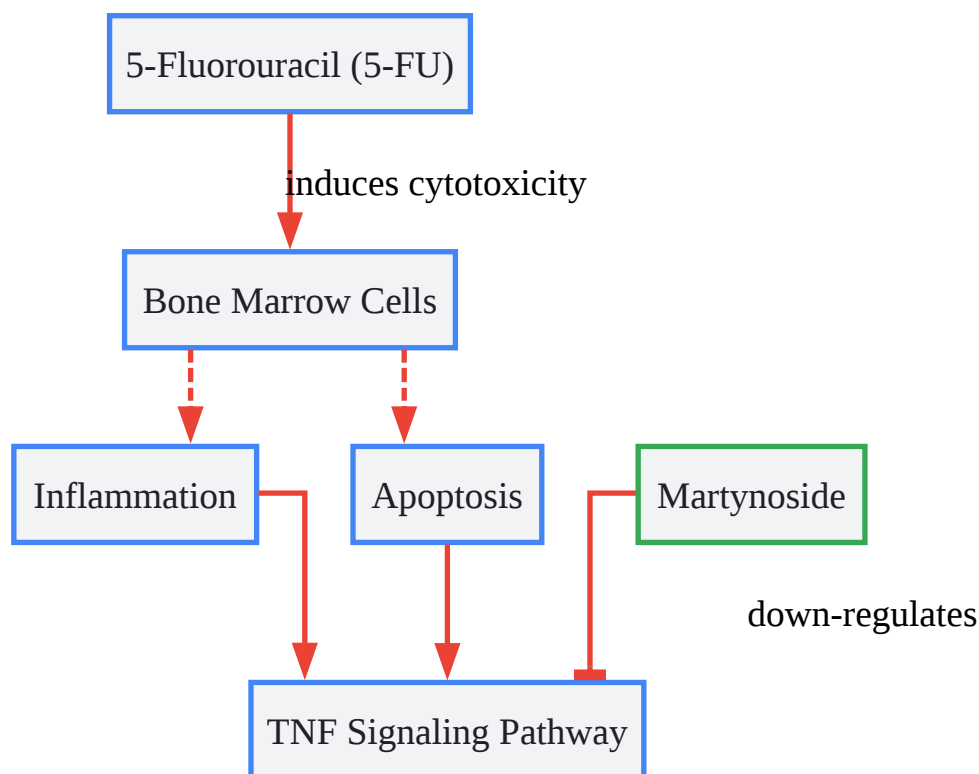 5-Fluorouracil (5-FU)
induces cytotoxicity
Bone Marrow Cells
Inflammation
Apoptosis
Martynoside
down-regulates
TNF Signaling Pathway